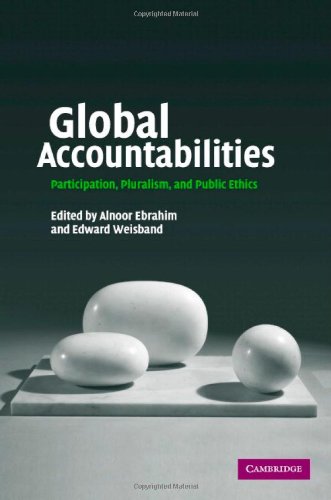 Global
Accountabilities
Participation, Pluralism, and Public Ethics
Edited by Alnoor Ebrahim
and Edward Weisband
CAMBRIDGE